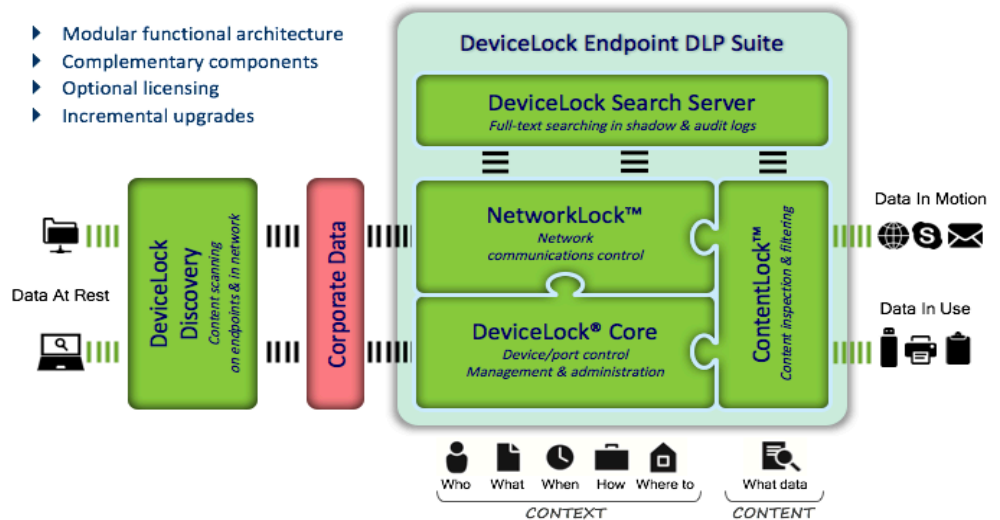 Modular functional architecture
Complementary components
Optional licensing
Incremental upgrades
DeviceLock Endpoint DLP Suite
DeviceLock Search Server
Full-text searching in shadow & audit logs
Data At Rest
DeviceLock
Discovery
Content scanning
on endpoints & in network
Corporate Data
NetworkLock™
Network
communications control
DeviceLock® Core
Device/port control
Management & administration
ContentLock™
Content inspection & filtering
Data In Motion
Data In Use
Who
What
When
How
Where to
What data
CONTEXT
CONTENT